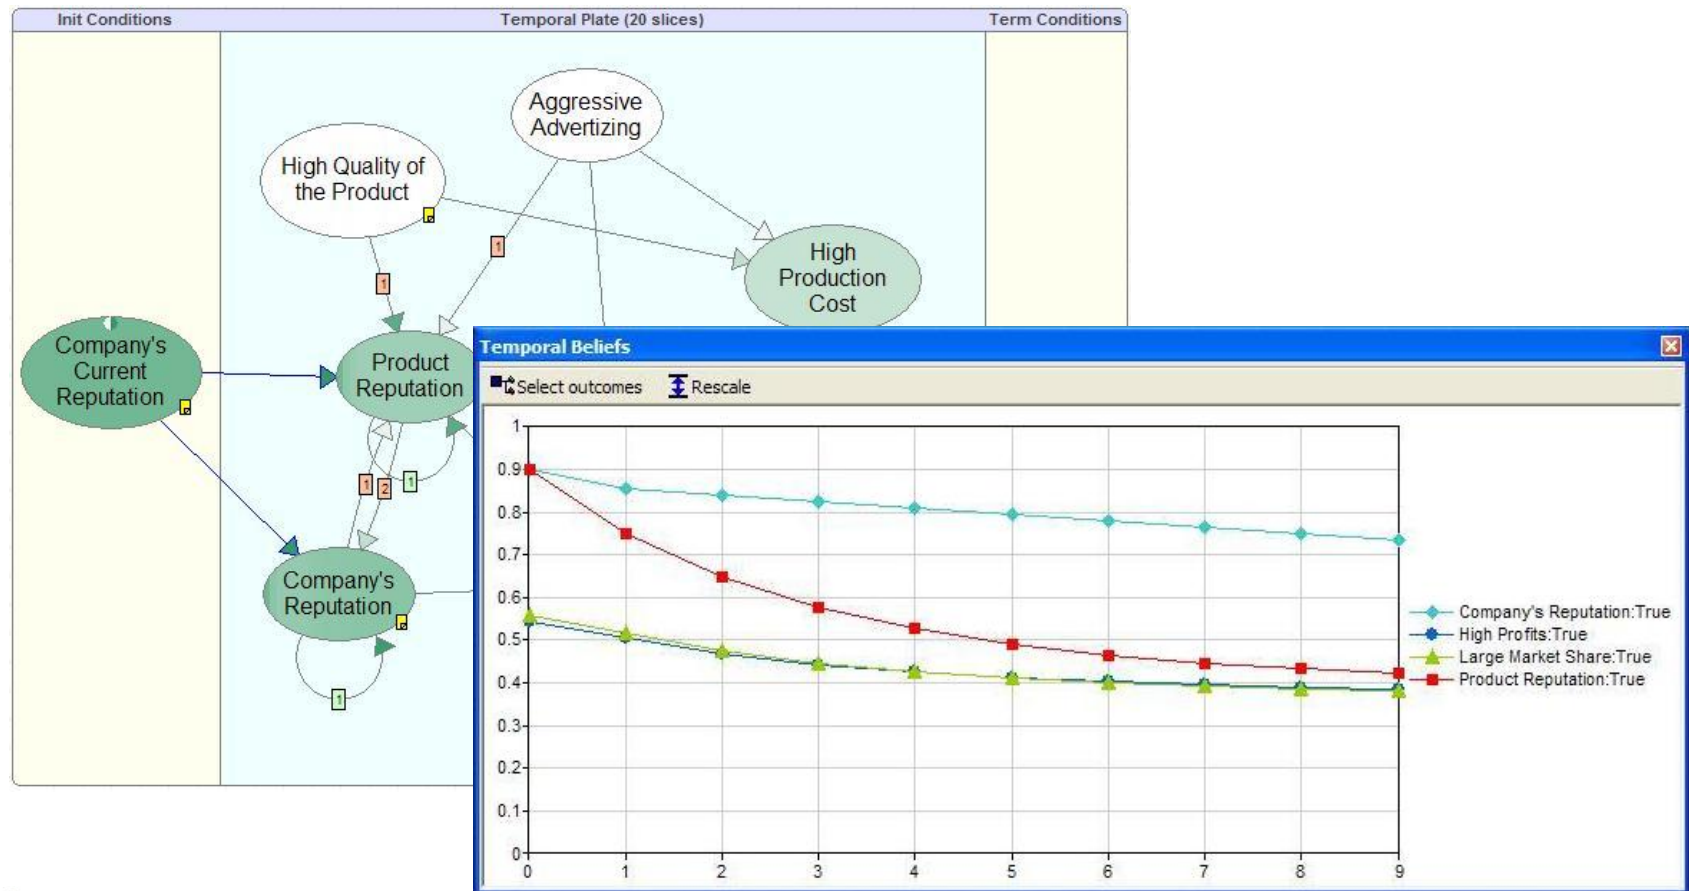 Init Conditions
Temporal Plate (20 slices)
Term Conditions
Aggressive
Advertizing
High Quality of
the Product
1
1
High
Production
Cost
Company's
Current
Reputation
Product
Reputation
1
2
1
Company's
Reputation
1
Temporal Beliefs
Select outcomes
Rescale
1
0.9
0.8
0.7
0.6
0.5
0.4
0.3
0.2
0.1
0
0 1 2 3 4 5 6 7 8 9
Company's Reputation:True
High Profits:True
Large Market Share:True
Product Reputation:True